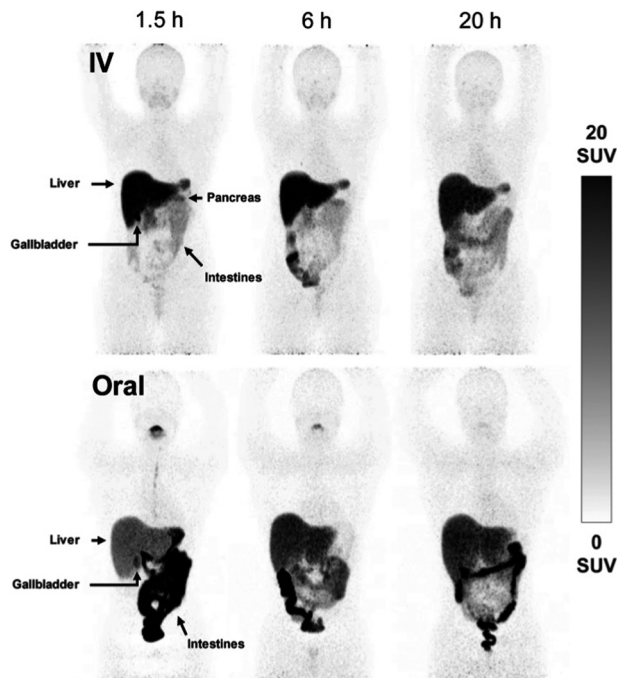 1.5 h 6 h 20 h
IV
Liver
Pancreas
Gallbladder
Intestines
20
SUV
0
SUV
Oral
Liver
Gallbladder
Intestines